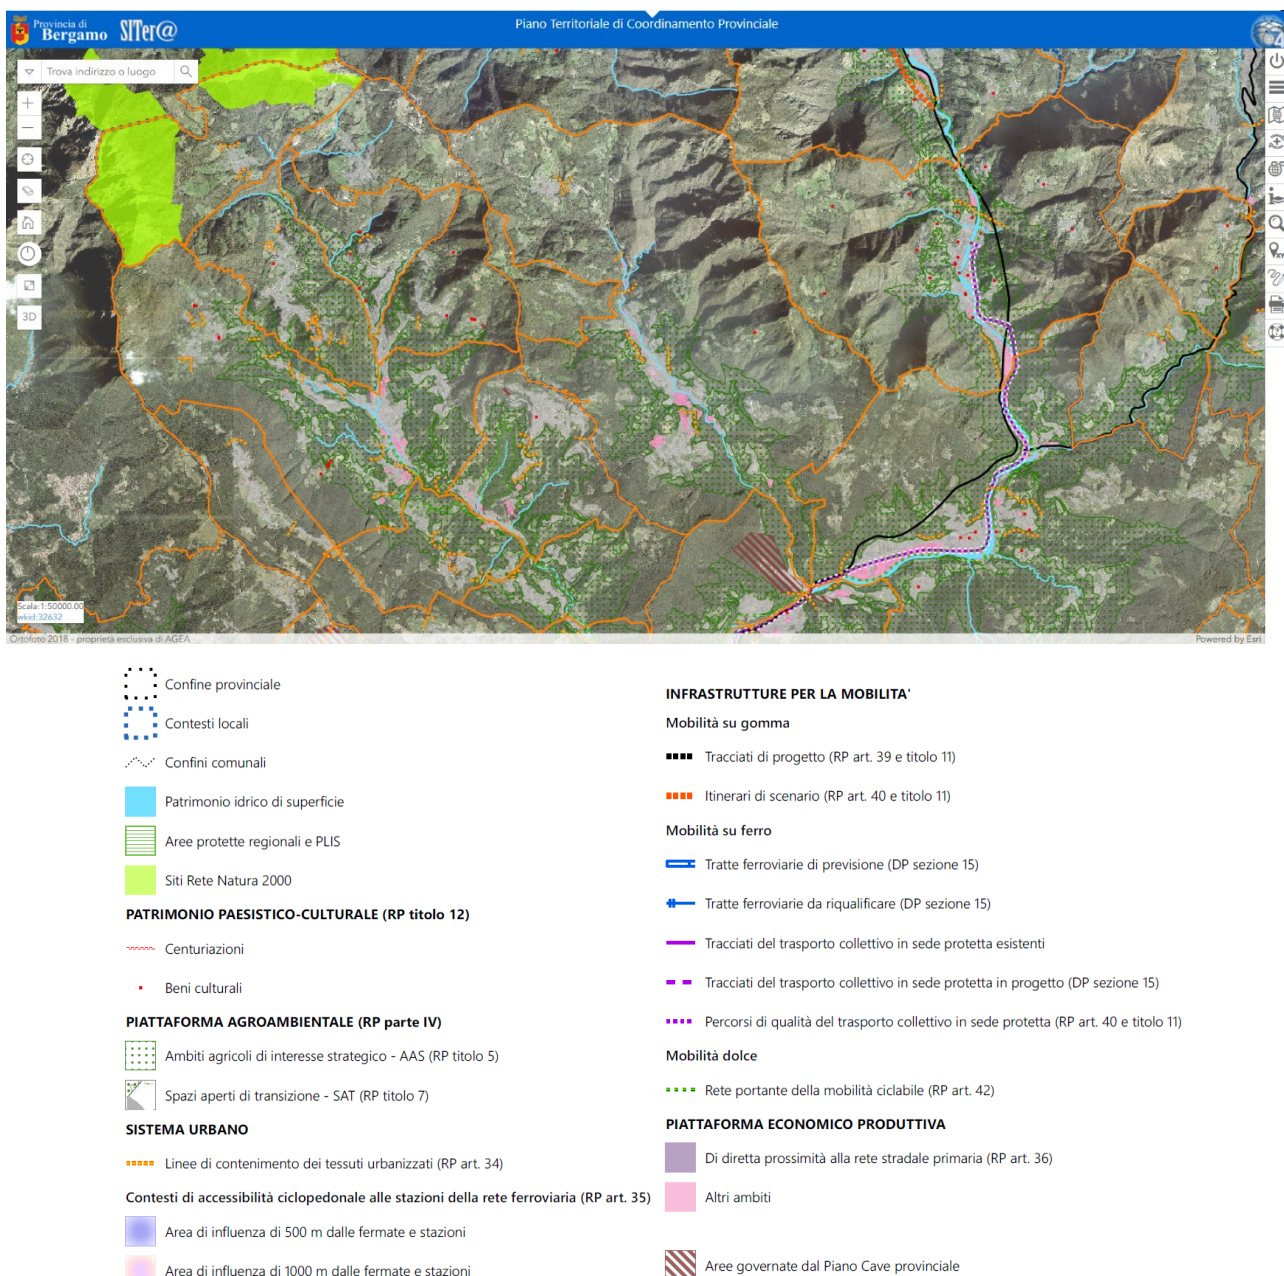 Provincia di
Bergamo
SITer@
Piano Territoriale di Coordinamento Provinciale
Trova indirizzo o luogo
3D
Scala:1:50000.00
wkid:32632
Ortofoto 2018 - proprietà esclusiva di AGEA
Powered by Esri
Confine provinciale
Contesti locali
Confini comunali
Patrimonio idrico di superficie
Aree protette regionali e PLIS
Siti Rete Natura 2000
PATRIMONIO PAESISTICO-CULTURALE (RP titolo 12)
Centuriazioni
Beni culturali
PIATTAFORMA AGROAMBIENTALE (RP parte IV)
Ambiti agricoli di interesse strategico - AAS (RP titolo 5)
Spazi aperti di transizione - SAT (RP titolo 7)
SISTEMA URBANO
Linee di contenimento dei tessuti urbanizzati (RP art. 34)
Contesti di accessibilità ciclopedonale alle stazioni della rete ferroviaria (RP art. 35)
Area di influenza di 500 m dalle fermate e stazioni
Area di influenza di 1000 m dalle fermate e stazioni
INFRASTRUTTURE PER LA MOBILITA'
Mobilità su gomma
Tracciati di progetto (RP art. 39 e titolo 11)
Itinerari di scenario (RP art. 40 e titolo 11)
Mobilità su ferro
Tratte ferroviarie di previsione (DP sezione 15)
Tratte ferroviarie da riqualificare (DP sezione 15)
Tracciati del trasporto collettivo in sede protetta esistenti
Tracciati del trasporto collettivo in sede protetta in progetto (DP sezione 15)
Percorsi di qualità del trasporto collettivo in sede protetta (RP art. 40 e titolo 11)
Mobilità dolce
Rete portante della mobilità ciclabile (RP art. 42)
PIATTAFORMA ECONOMICO PRODUTTIVA
Di diretta prossimità alla rete stradale primaria (RP art. 36)
Altri ambiti
Aree governate dal Piano Cave provinciale